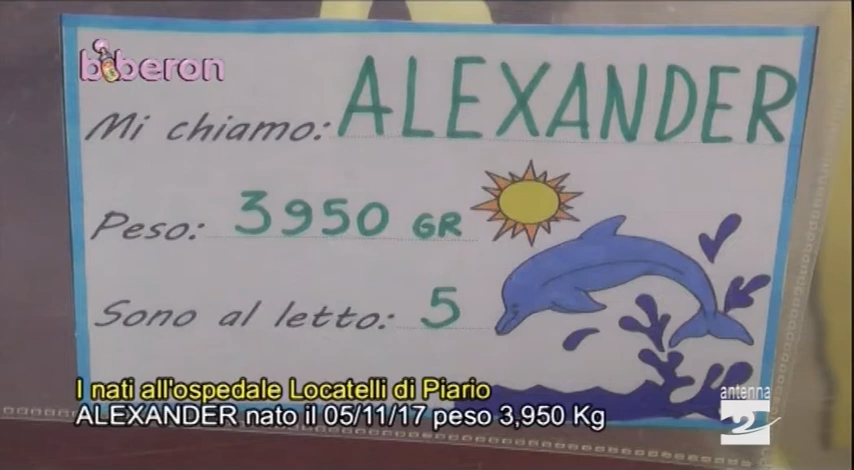 biberon
Mi chiamo: ALEXANDER
Peso: 3950 GR
Sono al letto: 5
I nati all'ospedale Locatelli di Piario
ALEXANDER nato il 05/11/17 peso 3,950 Kg
antenna
2